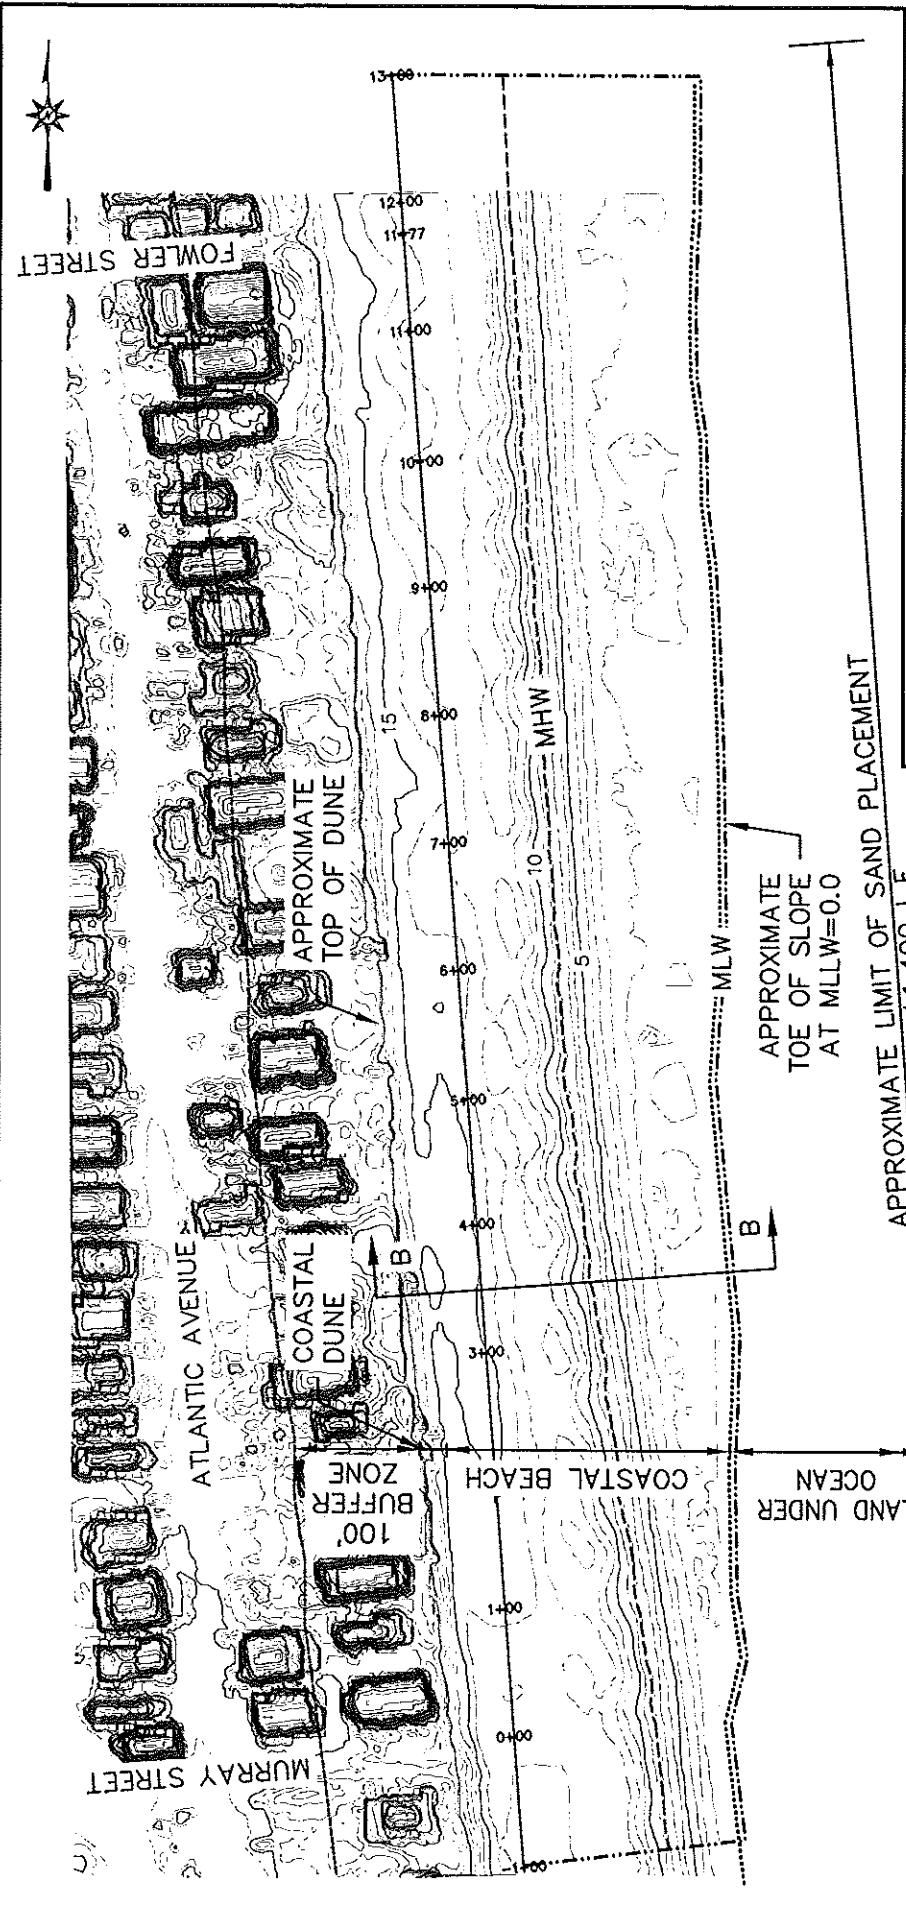 FOWLER STREET
13+00
12+00
11+77
11+00
10+00
9+00
8+00
15
MHW
7+00
10
APPROXIMATE
TOP OF DUNE
6+00
5
MLW
APPROXIMATE
TOE OF SLOPE
AT MLLW=0.0
APPROXIMATE LIMIT OF SAND PLACEMENT
5+00
4+00
B
B
ATLANTIC AVENUE
COASTAL
DUNE
3+00
100'
BUFFER
ZONE
COASTAL BEACH
LAND UNDER
OCEAN
1+00
0+00
MURRAY STREET
-1+00